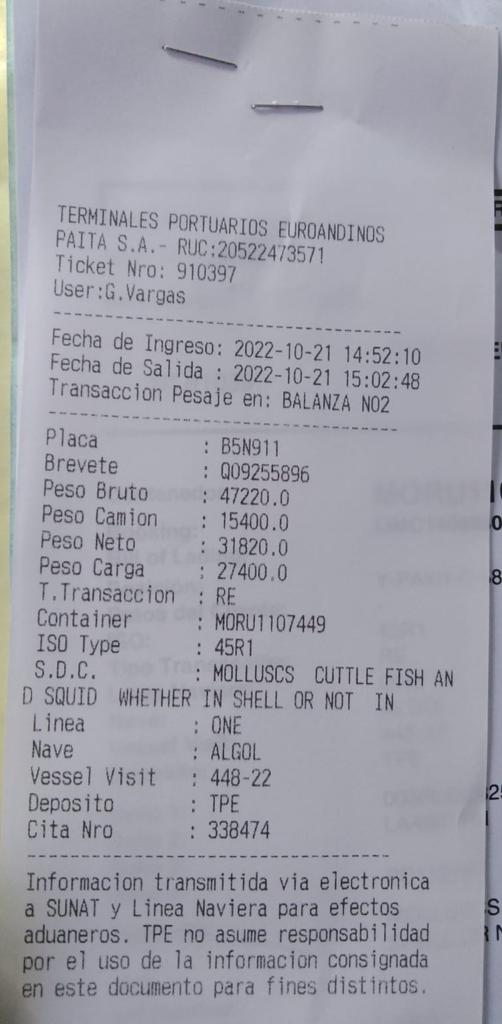 TERMINALES PORTUARIOS EUROANDINOS
PAITA S.A.- RUC:20522473571
Ticket Nro: 910397
User:G.Vargas
Fecha de Ingreso: 2022-10-21 14:52:10
Fecha de Salida : 2022-10-21 15:02:48
Transaccion Pesaje en: BALANZA NO2
Placa : B5N911
Brevete : Q09255896
Peso Bruto : 47220.0
Peso Camion : 15400.0
Peso Neto : 31820.0
Peso Carga : 27400.0
T.Transaccion : RE
Container : MORU1107449
ISO Type : 45R1
S.D.C. : MOLLUSCS CUTTLE FISH AN
D SQUID WHETHER IN SHELL OR NOT IN
Linea : ONE
Nave : ALGOL
Vessel Visit : 448-22
Deposito : TPE
Cita Nro : 338474
Informacion transmitida via electronica
a SUNAT y Linea Naviera para efectos
aduaneros. TPE no asume responsabilidad
por el uso de la informacion consignada
en este documento para fines distintos.